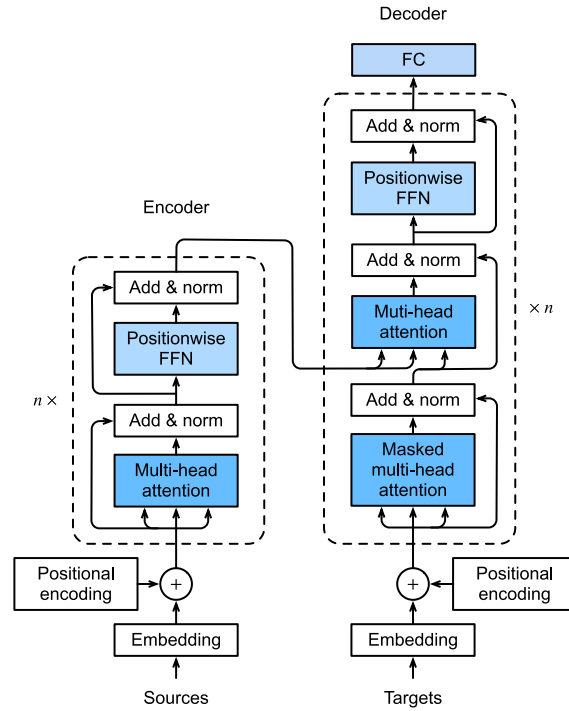 Decoder
FC
Add & norm
Positionwise
FFN
Add & norm
Muti-head
attention
× n
Add & norm
Masked
multi-head
attention
Positional
encoding
+
Embedding
Targets
Encoder
Add & norm
Positionwise
FFN
n ×
Add & norm
Multi-head
attention
Positional
encoding
+
Embedding
Sources